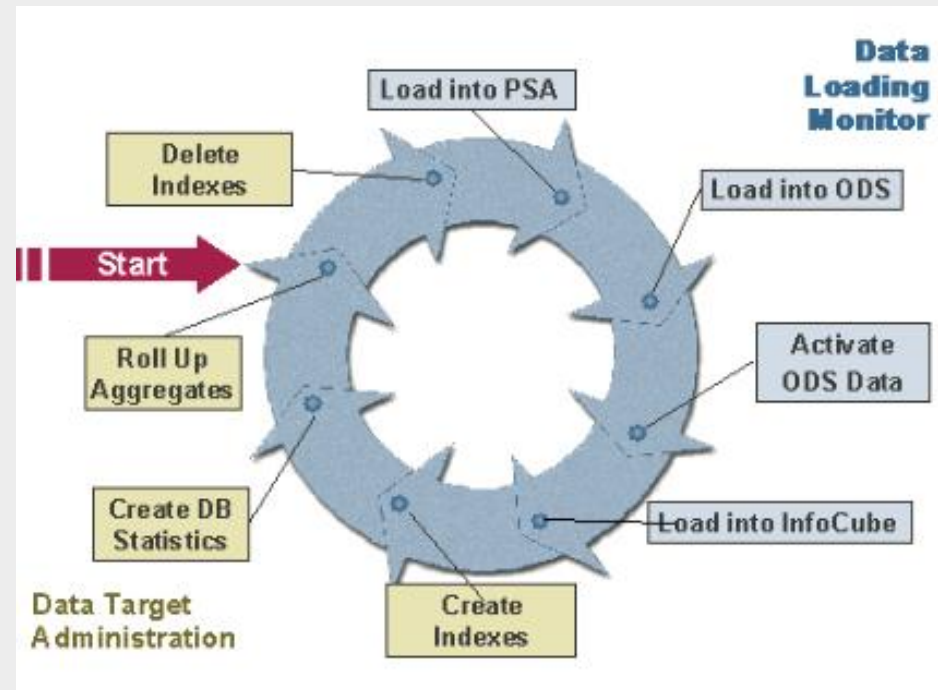 Data
Loading
Monitor
Load into PSA
Delete
Indexes
Load into ODS
Start
Roll Up
Aggregates
Activate
ODS Data
Create DB
Statistics
Load into InfoCube
Data Target
Administration
Create
Indexes